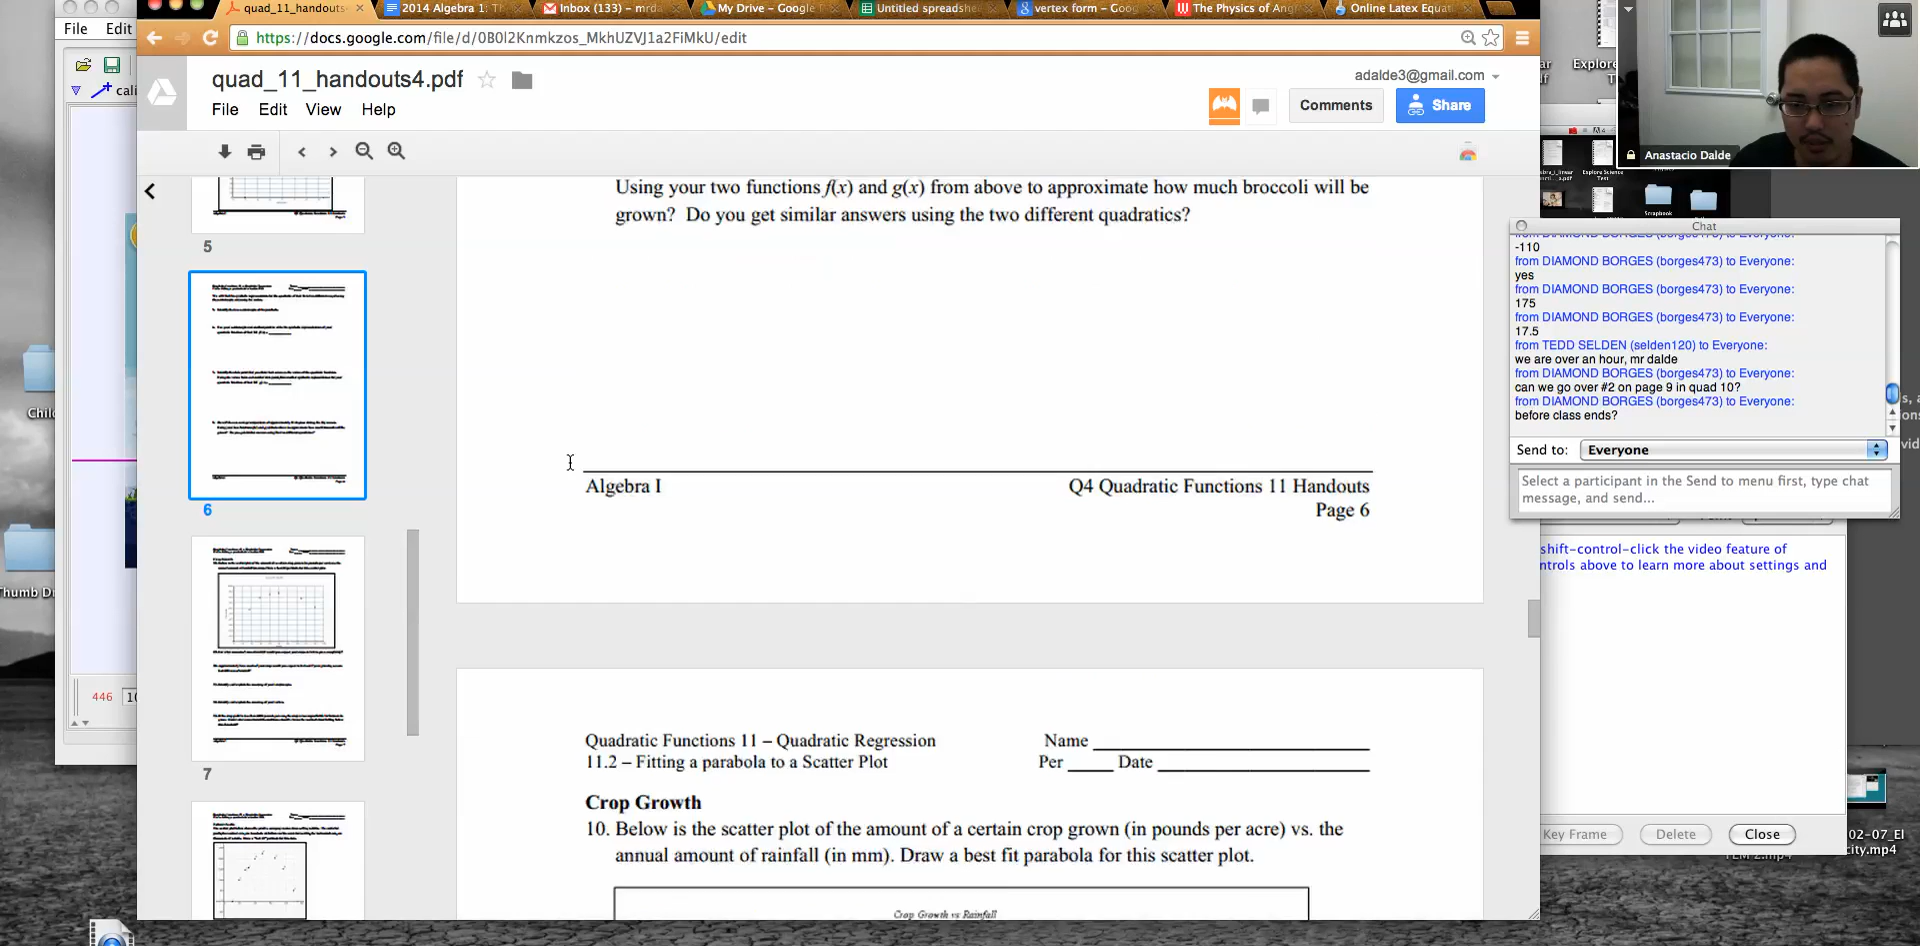 quad_11_handouts
2014 Algebra 1: Th
Inbox (133) – mrda
My Drive – Google
Untitled spreadshe
vertex form – Goog
The Physics of Ang
Online Latex Equat
File Edit
https://docs.google.com/file/d/0B0l2Knmkzos_MkhUZVJ1a2FiMkU/edit
quad_11_handouts4.pdf
adalde3@gmail.com
File Edit View Help
Comments
Share
Using your two functions f(x) and g(x) from above to approximate how much broccoli will be
grown? Do you get similar answers using the two different quadratics?
5
6
7
Algebra I
Q4 Quadratic Functions 11 Handouts
Page 6
Quadratic Functions 11 – Quadratic Regression
Name
11.2 – Fitting a parabola to a Scatter Plot
Per Date
Crop Growth
10. Below is the scatter plot of the amount of a certain crop grown (in pounds per acre) vs. the
annual amount of rainfall (in mm). Draw a best fit parabola for this scatter plot.
Crop Growth vs Rainfall
446
Anastacio Dalde
Chat
from DIAMOND BORGES (borges473) to Everyone:
-110
from DIAMOND BORGES (borges473) to Everyone:
yes
from DIAMOND BORGES (borges473) to Everyone:
175
from DIAMOND BORGES (borges473) to Everyone:
17.5
from TEDD SELDEN (selden120) to Everyone:
we are over an hour, mr dalde
from DIAMOND BORGES (borges473) to Everyone:
can we go over #2 on page 9 in quad 10?
from DIAMOND BORGES (borges473) to Everyone:
before class ends?
Send to: Everyone
Select a participant in the Send to menu first, type chat
message, and send...
shift-control-click the video feature of
ntrols above to learn more about settings and
Key Frame
Delete
Close